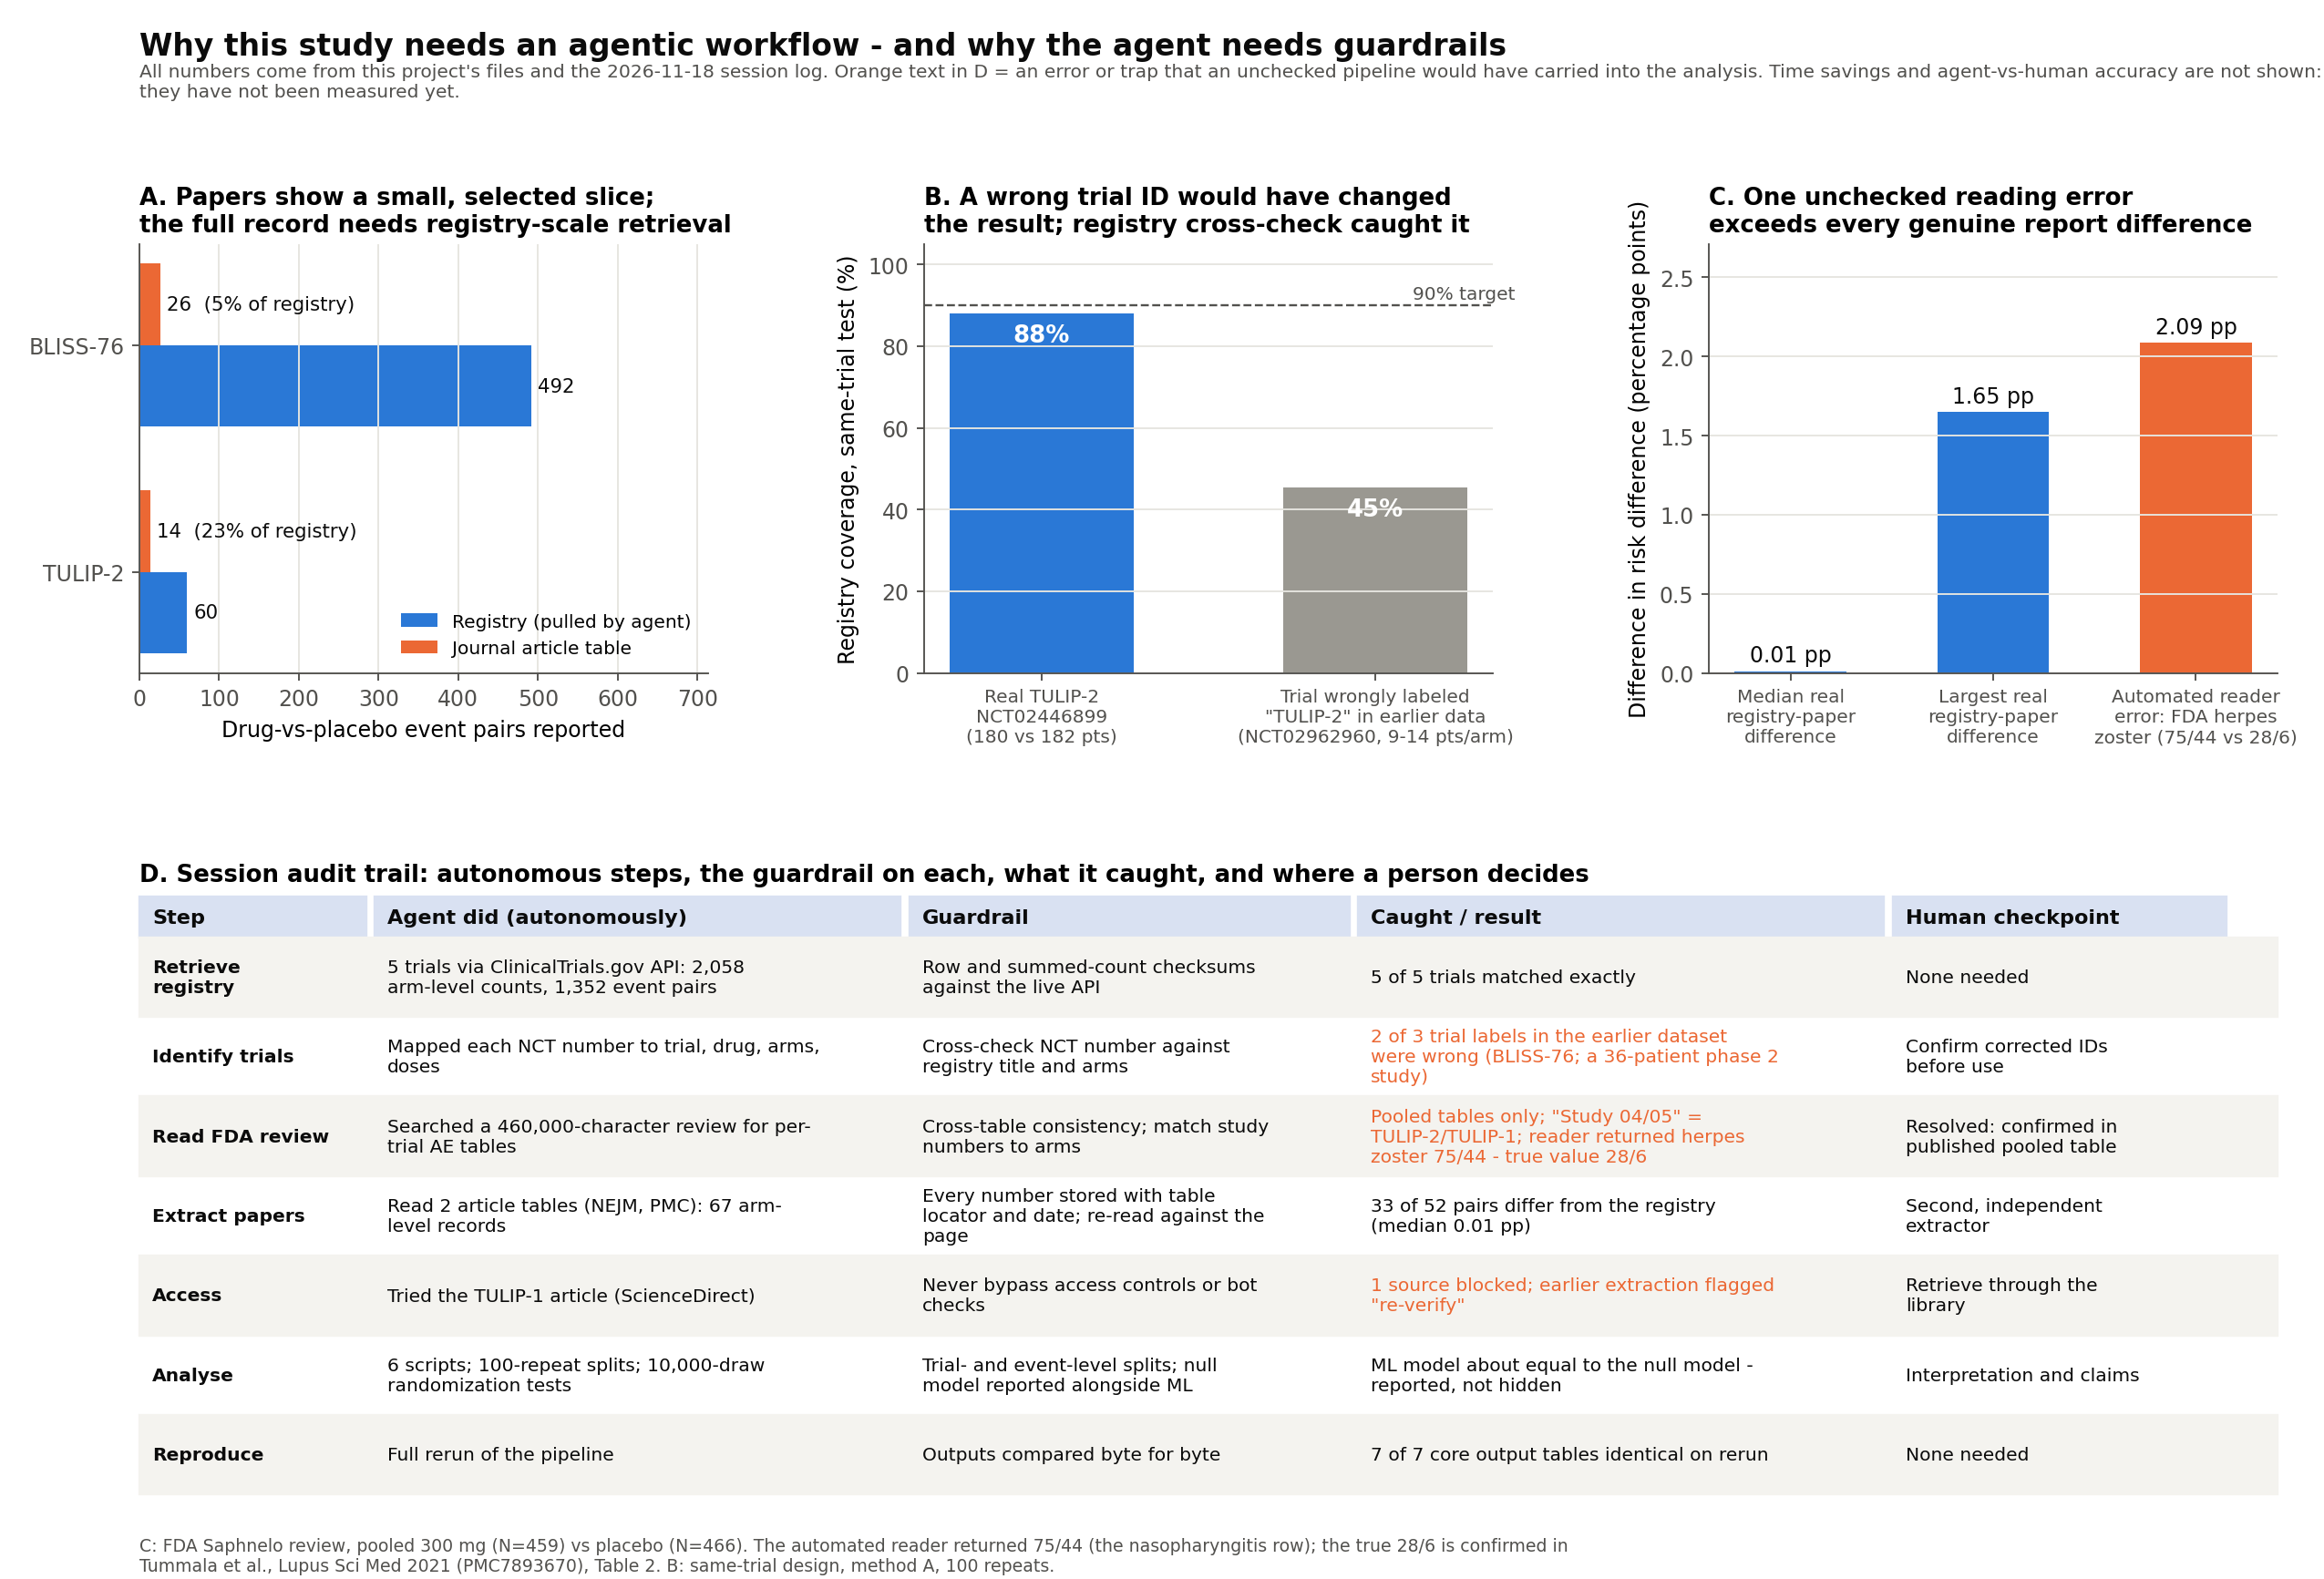 Why this study needs an agentic workflow - and why the agent needs guardrails
All numbers come from this project's files and the 2026-11-18 session log. Orange text in D = an error or trap that an unchecked pipeline would have carried into the analysis. Time savings and agent-vs-human accuracy are not shown:
they have not been measured yet.
A. Papers show a small, selected slice;
the full record needs registry-scale retrieval
BLISS-76
TULIP-2
26 (5% of registry)
492
14 (23% of registry)
60
Registry (pulled by agent)
Journal article table
0 100 200 300 400 500 600 700
Drug-vs-placebo event pairs reported
B. A wrong trial ID would have changed
the result; registry cross-check caught it
Registry coverage, same-trial test (%)
100
80
60
40
20
0
90% target
88%
45%
Real TULIP-2
NCT02446899
(180 vs 182 pts)
Trial wrongly labeled
"TULIP-2" in earlier data
(NCT02962960, 9-14 pts/arm)
C. One unchecked reading error
exceeds every genuine report difference
Difference in risk difference (percentage points)
2.5
2.0
1.5
1.0
0.5
0.0
0.01 pp
1.65 pp
2.09 pp
Median real
registry-paper
difference
Largest real
registry-paper
difference
Automated reader
error: FDA herpes
zoster (75/44 vs 28/6)
D. Session audit trail: autonomous steps, the guardrail on each, what it caught, and where a person decides
Step
Agent did (autonomously)
Guardrail
Caught / result
Human checkpoint
Retrieve
registry
5 trials via ClinicalTrials.gov API: 2,058
arm-level counts, 1,352 event pairs
Row and summed-count checksums
against the live API
5 of 5 trials matched exactly
None needed
Identify trials
Mapped each NCT number to trial, drug, arms,
doses
Cross-check NCT number against
registry title and arms
2 of 3 trial labels in the earlier dataset
were wrong (BLISS-76; a 36-patient phase 2
study)
Confirm corrected IDs
before use
Read FDA review
Searched a 460,000-character review for per-
trial AE tables
Cross-table consistency; match study
numbers to arms
Pooled tables only; "Study 04/05" =
TULIP-2/TULIP-1; reader returned herpes
zoster 75/44 - true value 28/6
Resolved: confirmed in
published pooled table
Extract papers
Read 2 article tables (NEJM, PMC): 67 arm-
level records
Every number stored with table
locator and date; re-read against the
page
33 of 52 pairs differ from the registry
(median 0.01 pp)
Second, independent
extractor
Access
Tried the TULIP-1 article (ScienceDirect)
Never bypass access controls or bot
checks
1 source blocked; earlier extraction flagged
"re-verify"
Retrieve through the
library
Analyse
6 scripts; 100-repeat splits; 10,000-draw
randomization tests
Trial- and event-level splits; null
model reported alongside ML
ML model about equal to the null model -
reported, not hidden
Interpretation and claims
Reproduce
Full rerun of the pipeline
Outputs compared byte for byte
7 of 7 core output tables identical on rerun
None needed
C: FDA Saphnelo review, pooled 300 mg (N=459) vs placebo (N=466). The automated reader returned 75/44 (the nasopharyngitis row); the true 28/6 is confirmed in
Tummala et al., Lupus Sci Med 2021 (PMC7893670), Table 2. B: same-trial design, method A, 100 repeats.